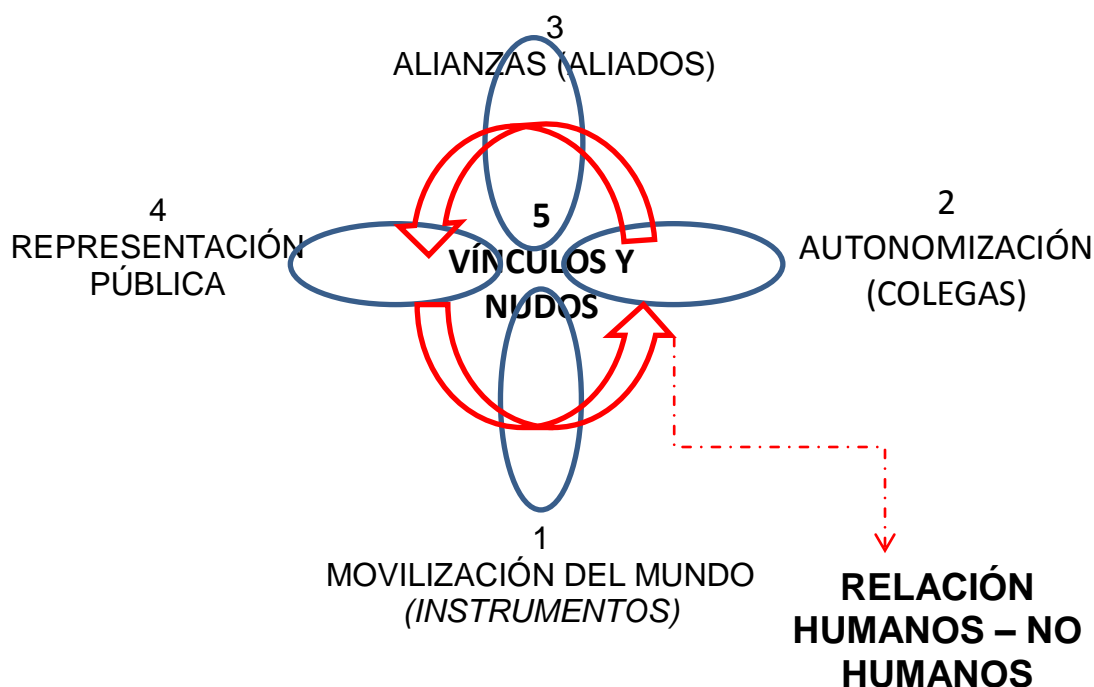 3
ALIANZAS (ALIADOS)
4
REPRESENTACIÓN
PÚBLICA
5
VÍNCULOS Y
NUDOS
2
AUTONOMIZACIÓN
(COLEGAS)
1
MOVILIZACIÓN DEL MUNDO
(INSTRUMENTOS)
RELACIÓN
HUMANOS – NO
HUMANOS